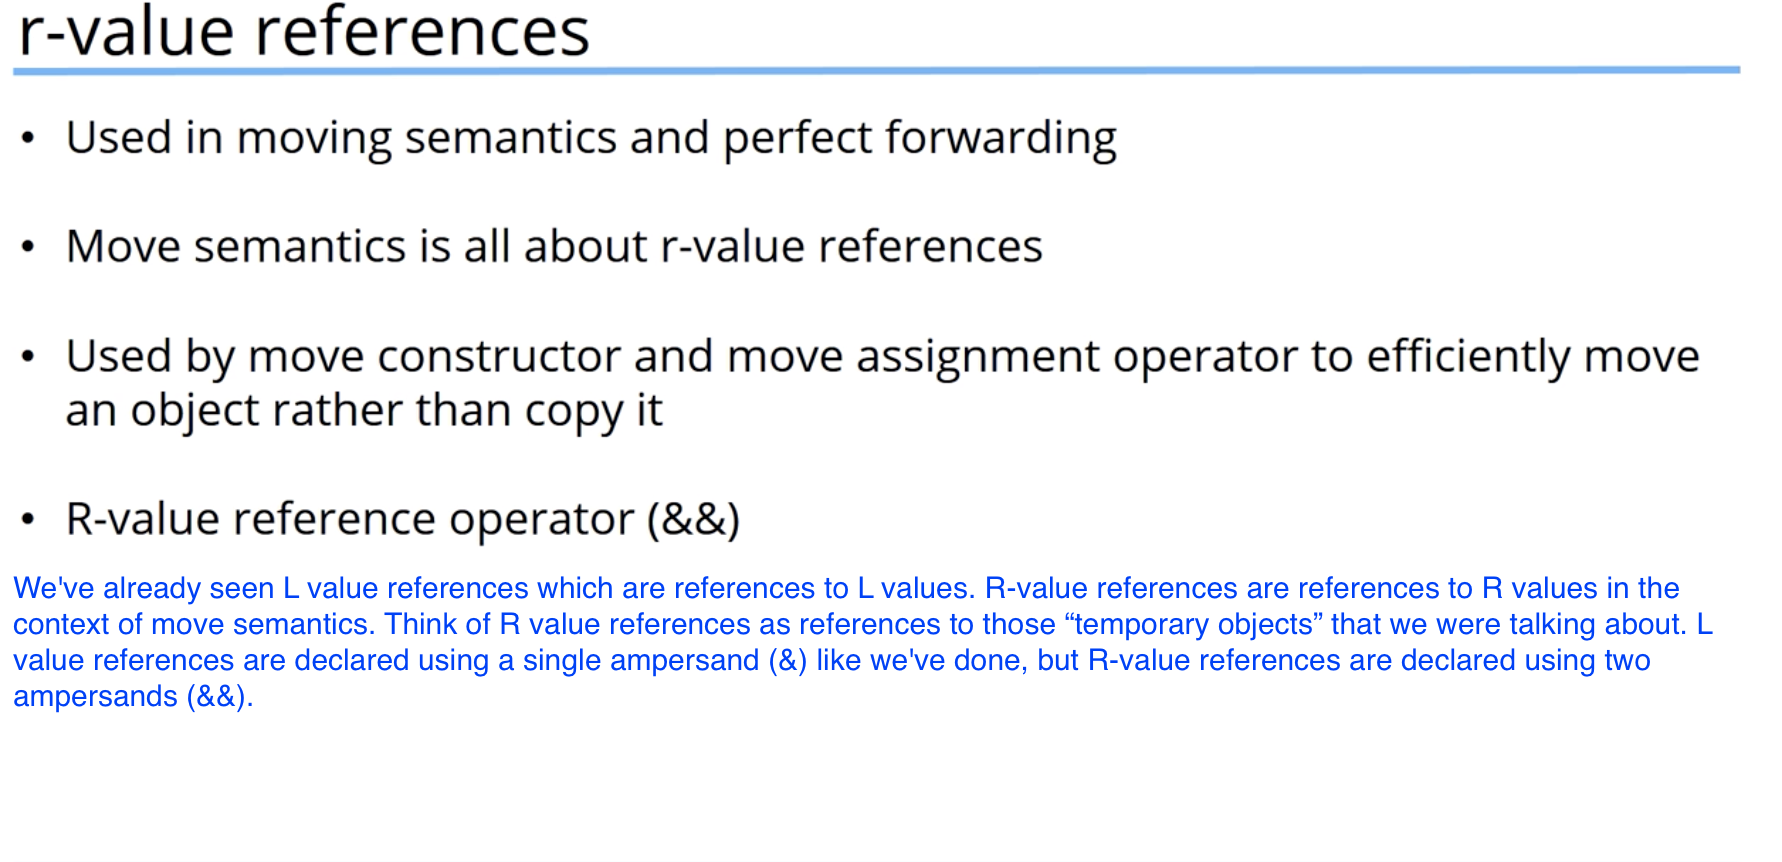 r-value references
• Used in moving semantics and perfect forwarding
• Move semantics is all about r-value references
• Used by move constructor and move assignment operator to efficiently move
an object rather than copy it
• R-value reference operator (&&)
We've already seen L value references which are references to L values. R-value references are references to R values in the
context of move semantics. Think of R value references as references to those “temporary objects” that we were talking about. L
value references are declared using a single ampersand (&) like we've done, but R-value references are declared using two
ampersands (&&).